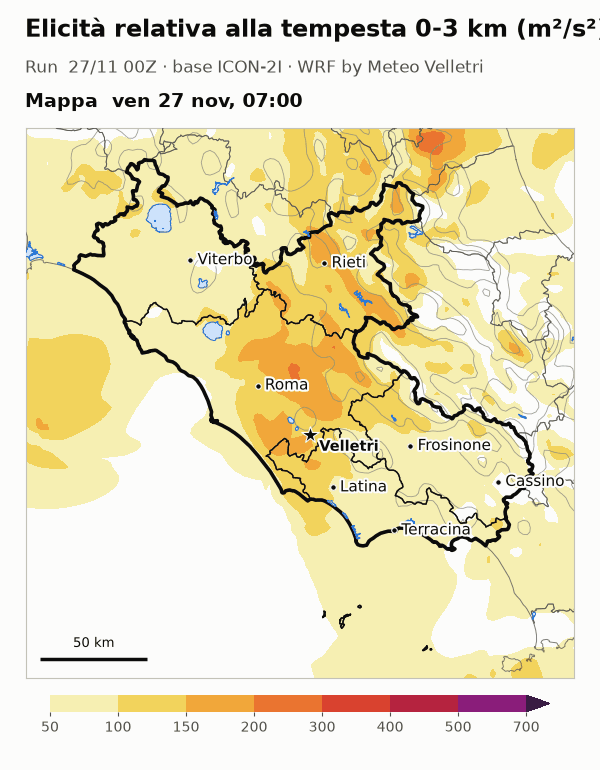 Elicità relativa alla tempesta 0-3 km (m²/s²)
Run  27/11 00Z · base ICON-2I · WRF by Meteo Velletri
Mappa  ven 27 nov, 07:00
Viterbo
Rieti
Roma
Velletri
Frosinone
Cassino
Latina
Terracina
50 km
50 100 150 200 300 400 500 700